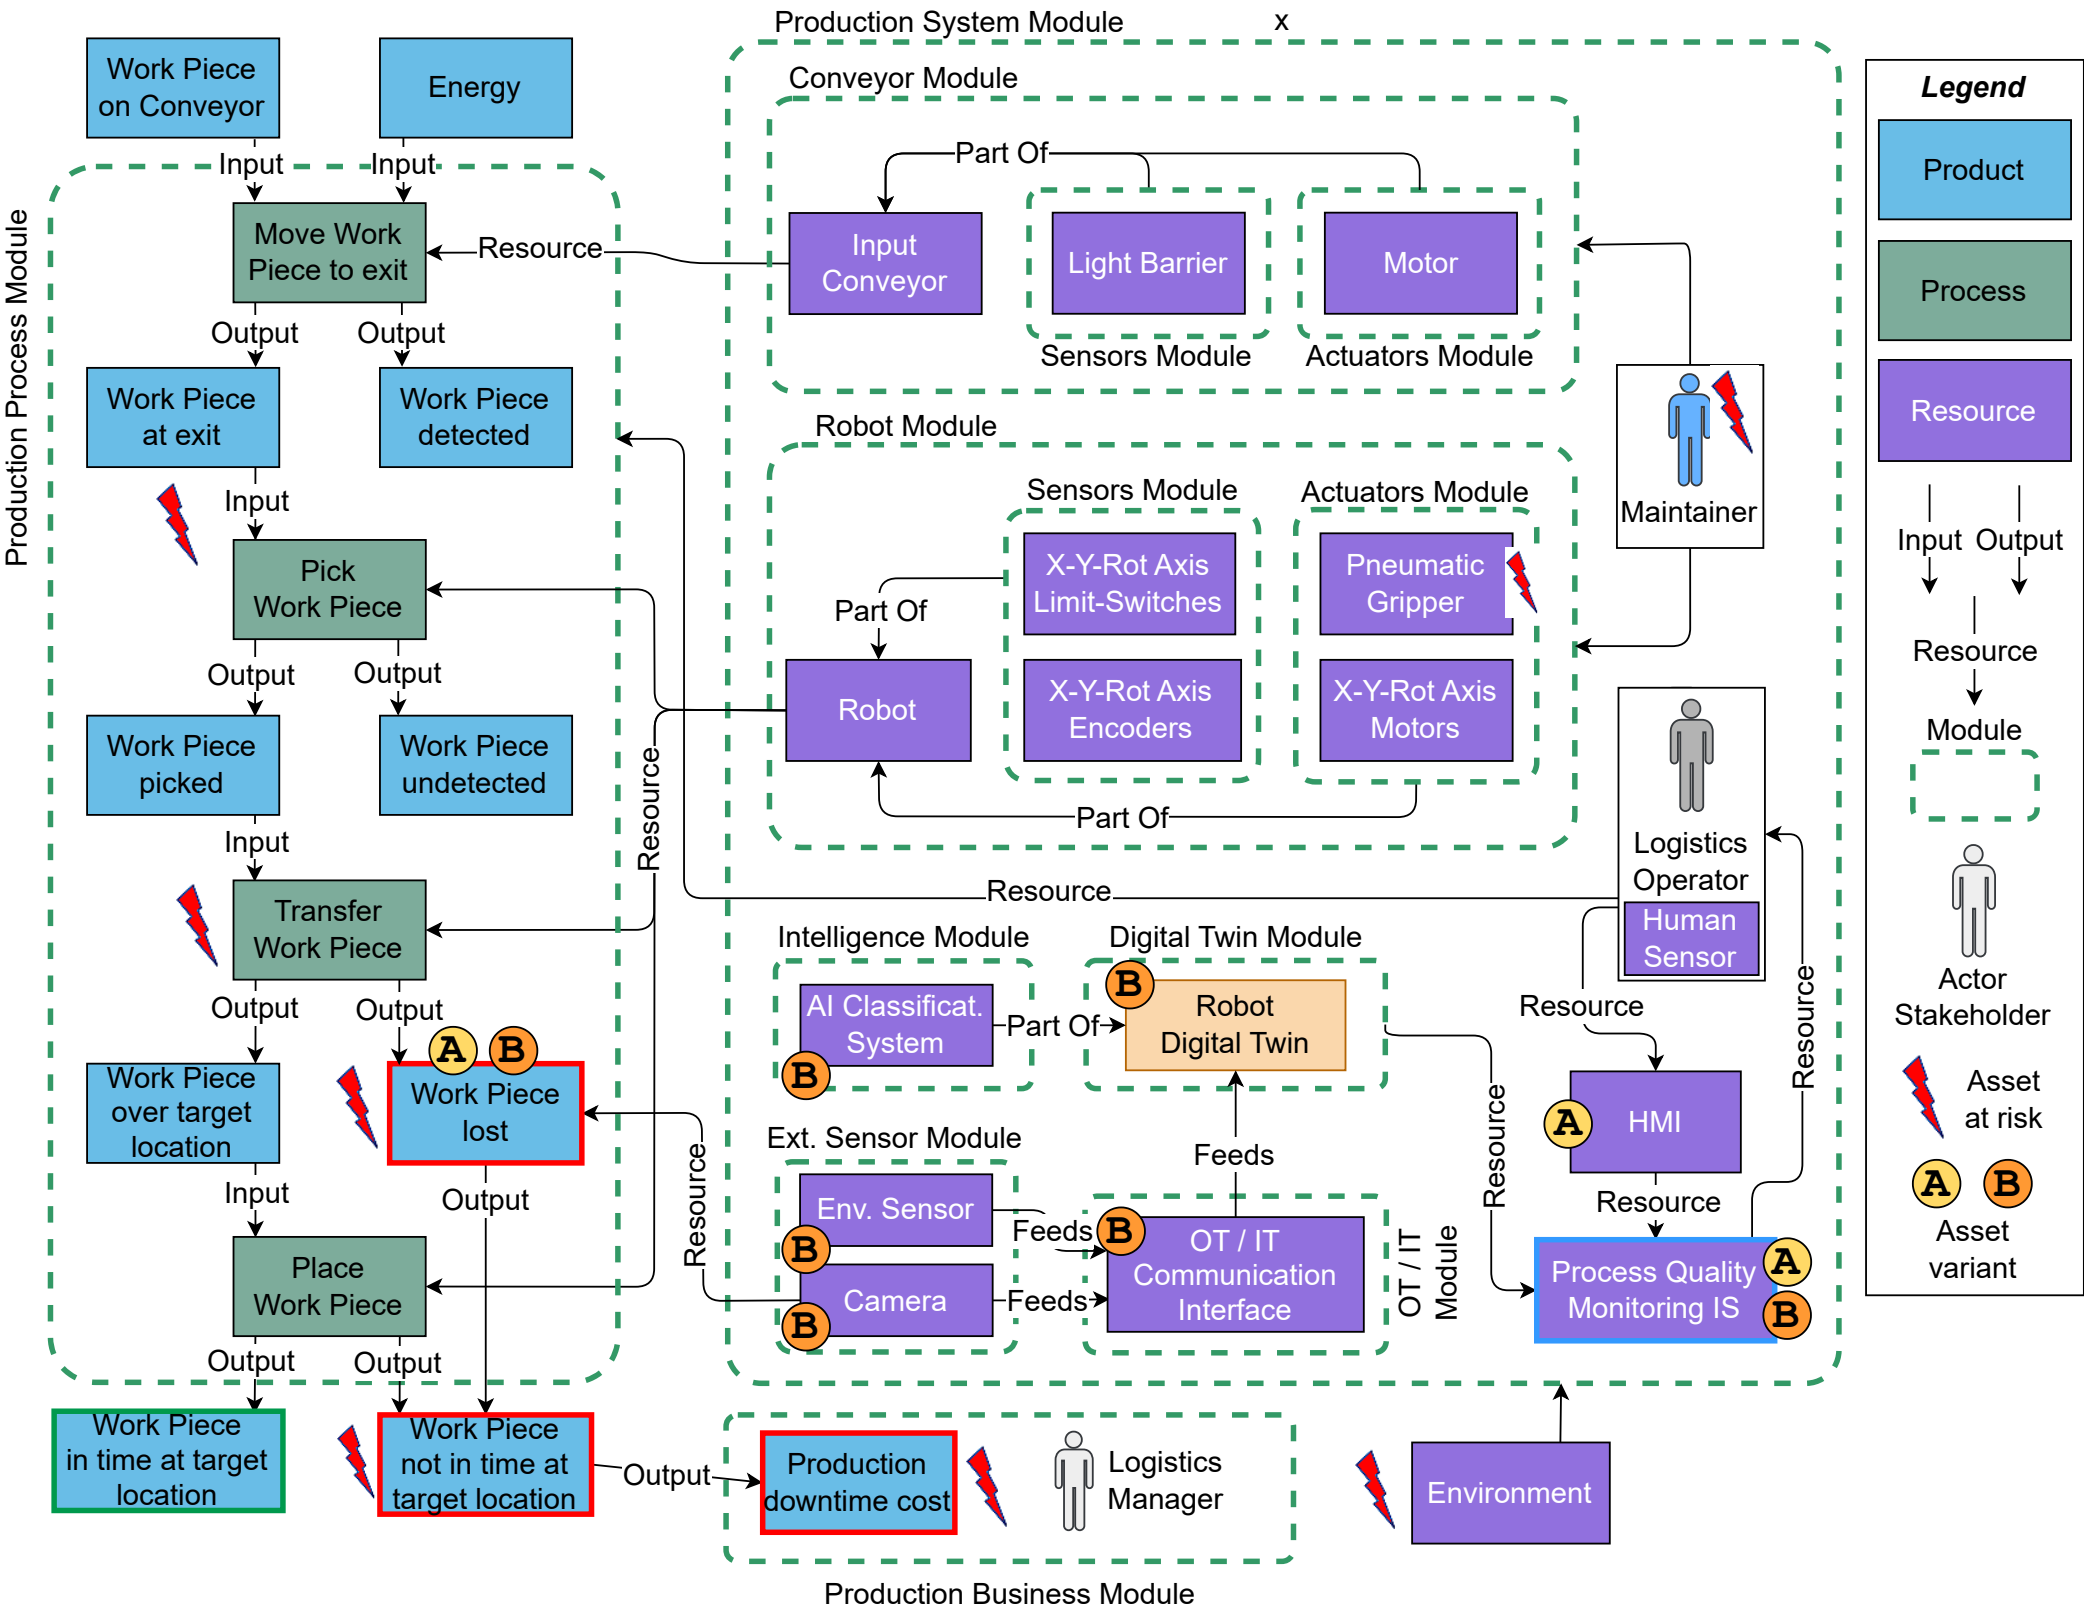 Production System Module
x
Work Piece
on Conveyor
Energy
Input
Input
Production Process Module
Move Work
Piece to exit
Resource
Output
Output
Work Piece
at exit
Work Piece
detected
Input
Pick
Work Piece
Output
Output
Work Piece
picked
Work Piece
undetected
Input
Resource
Transfer
Work Piece
Output
Output
A
B
Work Piece
over target
location
Work Piece
lost
Input
Output
Place
Work Piece
Output
Output
Work Piece
in time at target
location
Work Piece
not in time at
target location
Output
Conveyor Module
Part Of
Input
Conveyor
Light Barrier
Motor
Sensors Module
Actuators Module
Maintainer
Robot Module
Sensors Module
Actuators Module
X-Y-Rot Axis
Limit-Switches
Pneumatic
Gripper
Part Of
Robot
X-Y-Rot Axis
Encoders
X-Y-Rot Axis
Motors
Part Of
Logistics
Operator
Human
Sensor
Resource
Intelligence Module
Digital Twin Module
AI Classificat.
System
B
Part Of
B
Robot
Digital Twin
Resource
Resource
Resource
HMI
A
Resource
Ext. Sensor Module
Feeds
Resource
Env. Sensor
B
Feeds
Camera
B
Feeds
B
OT / IT
Communication
Interface
OT / IT
Module
Process Quality
Monitoring IS
A
B
Production
downtime cost
Logistics
Manager
Production Business Module
Environment
Legend
Product
Process
Resource
Input
Output
Resource
Module
Actor
Stakeholder
Asset
at risk
A
B
Asset
variant